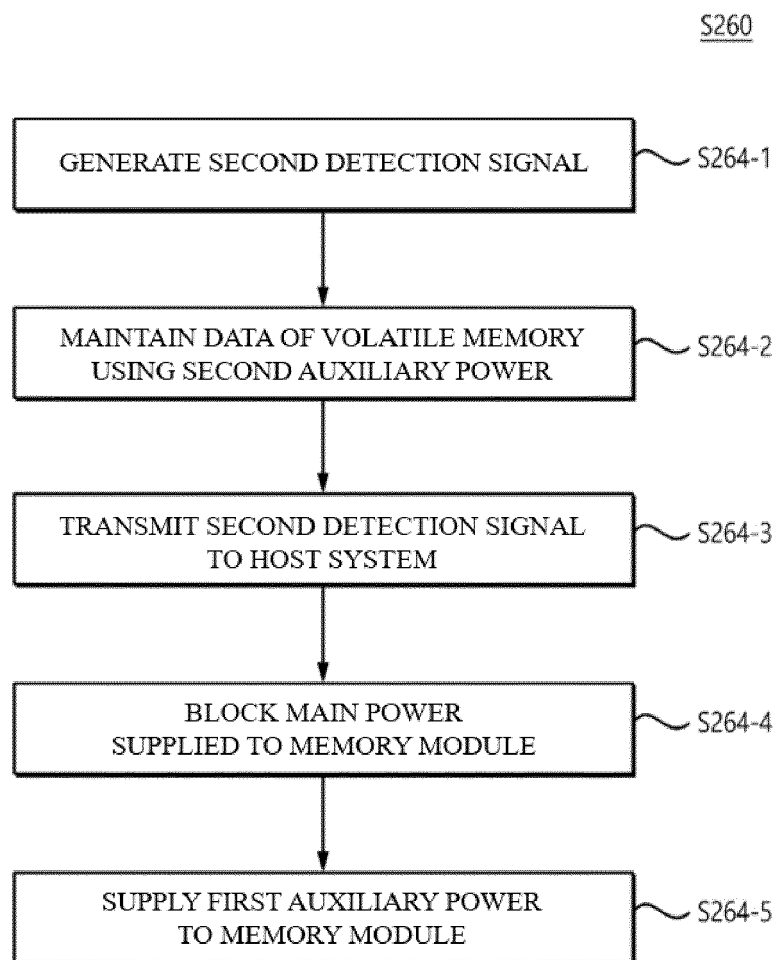 S260
GENERATE SECOND DETECTION SIGNAL
S264-1
MAINTAIN DATA OF VOLATILE MEMORY
USING SECOND AUXILIARY POWER
S264-2
TRANSMIT SECOND DETECTION SIGNAL
TO HOST SYSTEM
S264-3
BLOCK MAIN POWER
SUPPLIED TO MEMORY MODULE
S264-4
SUPPLY FIRST AUXILIARY POWER
TO MEMORY MODULE
S264-5